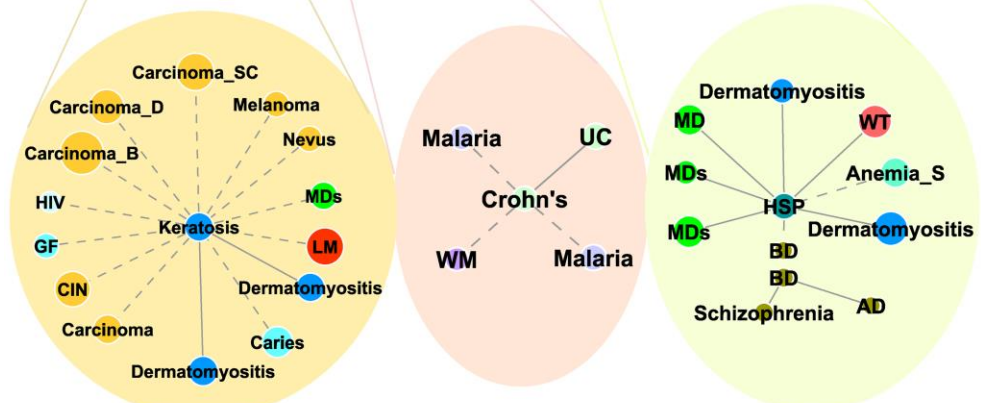 Carcinoma_SC
Carcinoma_D
Melanoma
Carcinoma_B
Nevus
HIV
MDs
Keratosis
GF
LM
CIN
Dermatomyositis
Carcinoma
Caries
Dermatomyositis
Malaria
UC
Crohn's
WM
Malaria
Dermatomyositis
MD
WT
MDs
Anemia_S
HSP
MDs
Dermatomyositis
BD
BD
Schizophrenia
AD